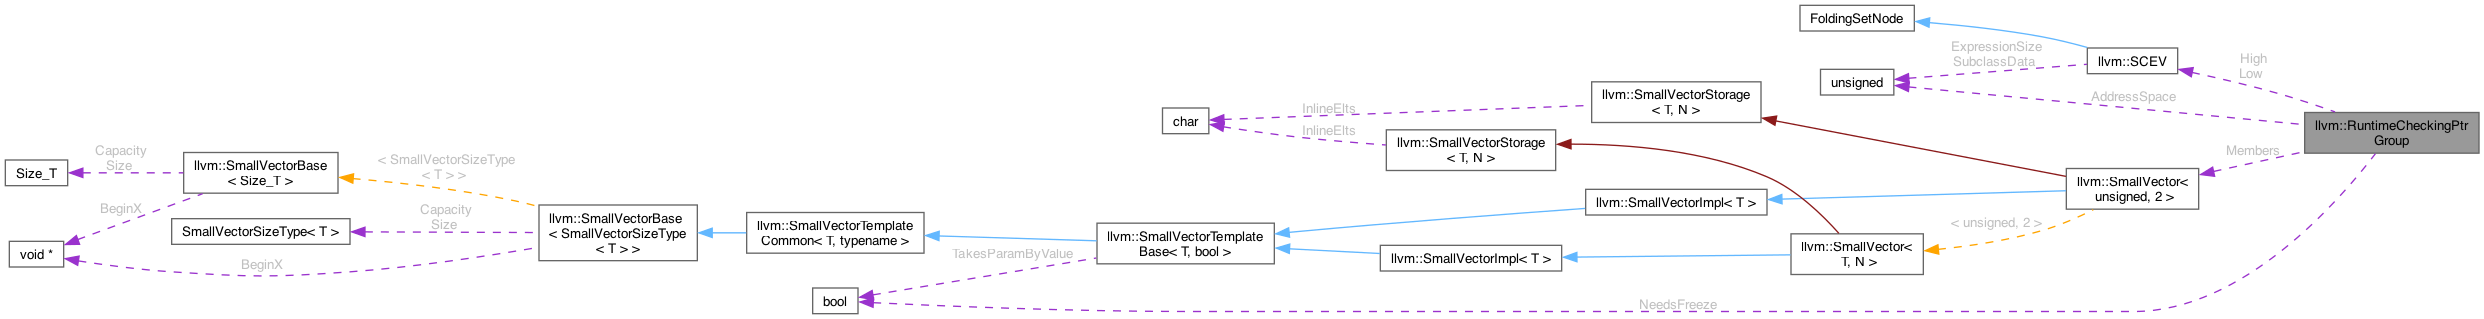 FoldingSetNode
ExpressionSize
SubclassData
llvm::SCEV
High
Low
unsigned
AddressSpace
llvm::SmallVectorStorage
< T, N >
InlineElts
char
InlineElts
llvm::RuntimeCheckingPtr
Group
llvm::SmallVectorStorage
< T, N >
Members
Capacity
Size
Size_T
llvm::SmallVectorBase
< Size_T >
< SmallVectorSizeType
< T > >
llvm::SmallVector<
unsigned, 2 >
llvm::SmallVectorImpl< T >
BeginX
Capacity
Size
SmallVectorSizeType< T >
llvm::SmallVectorBase
< SmallVectorSizeType
< T > >
llvm::SmallVectorTemplate
Common< T, typename >
llvm::SmallVectorTemplate
Base< T, bool >
< unsigned, 2 >
void *
BeginX
TakesParamByValue
llvm::SmallVectorImpl< T >
llvm::SmallVector<
T, N >
bool
NeedsFreeze